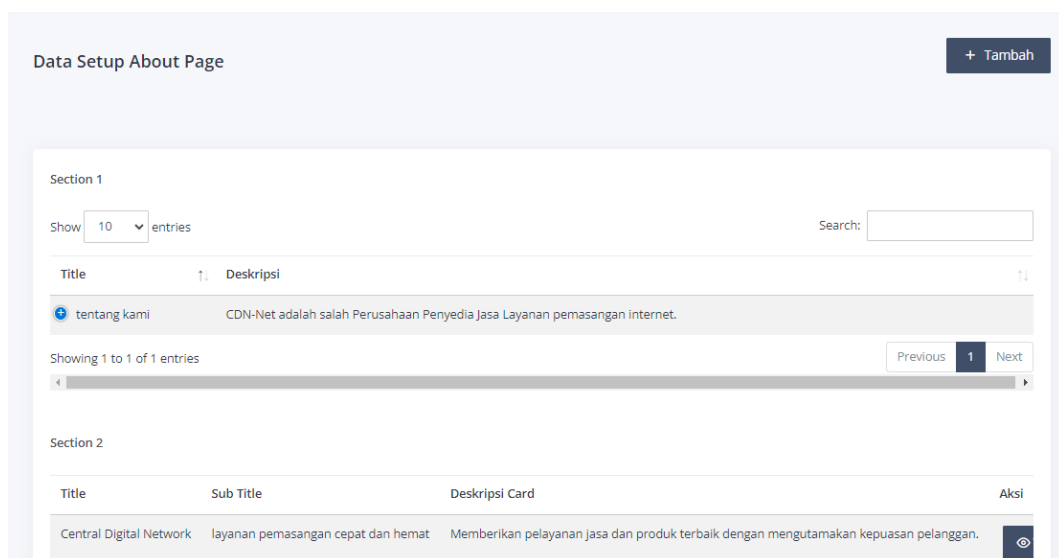 Data Setup About Page
+ Tambah
Section 1
Show 10 entries
Search:
Title Deskripsi
tentang kami CDN-Net adalah salah Perusahaan Penyedia Jasa Layanan pemasangan internet.
Showing 1 to 1 of 1 entries
Previous 1 Next
Section 2
Title Sub Title Deskripsi Card Aksi
Central Digital Network layanan pemasangan cepat dan hemat Memberikan pelayanan jasa dan produk terbaik dengan mengutamakan kepuasan pelanggan.